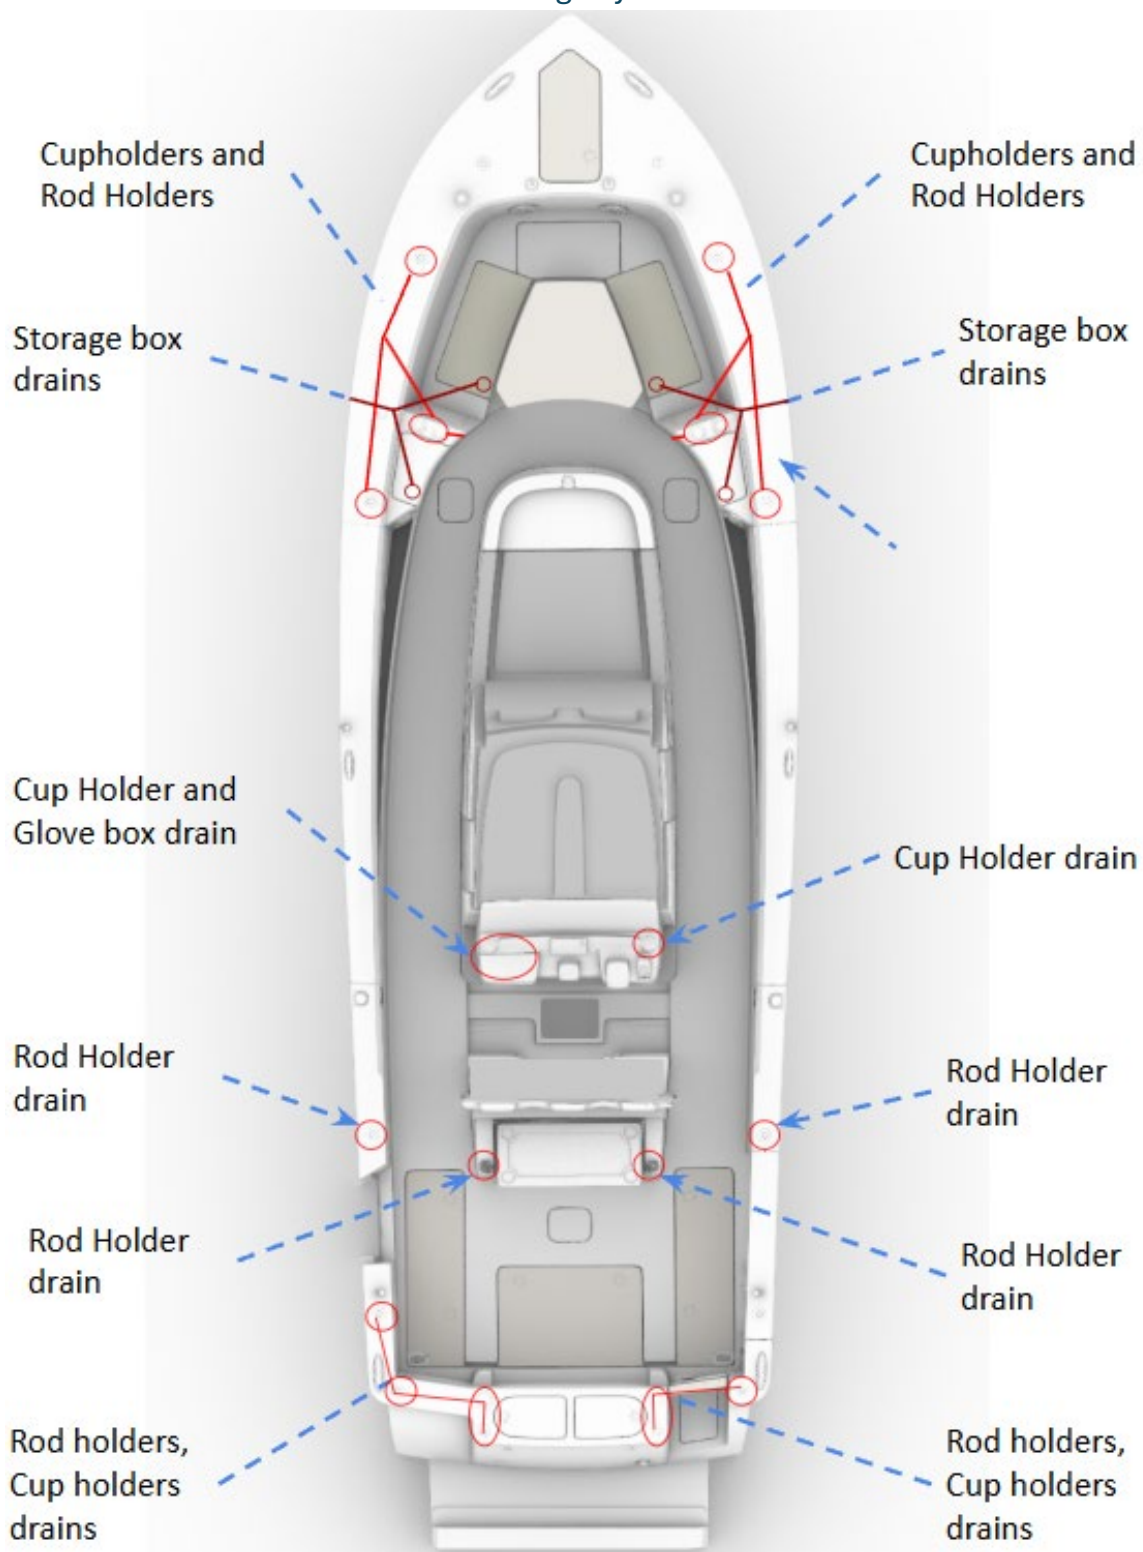 Cupholders and
Rod Holders
Cupholders and
Rod Holders
Storage box
drains
Storage box
drains
Cup Holder and
Glove box drain
Cup Holder drain
Rod Holder
drain
Rod Holder
drain
Rod Holder
drain
Rod Holder
drain
Rod holders,
Cup holders
drains
Rod holders,
Cup holders
drains